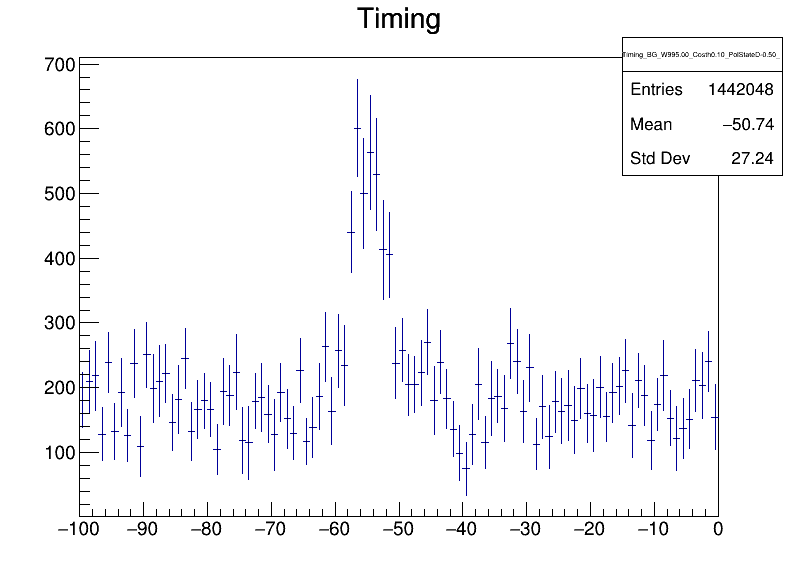 Timing
Timing_BG_W995.00_Costh0.10_PolStateD-0.50_
Entries 1442048
Mean −50.74
Std Dev 27.24
700
600
500
400
300
200
100
−100 −90 −80 −70 −60 −50 −40 −30 −20 −10 0